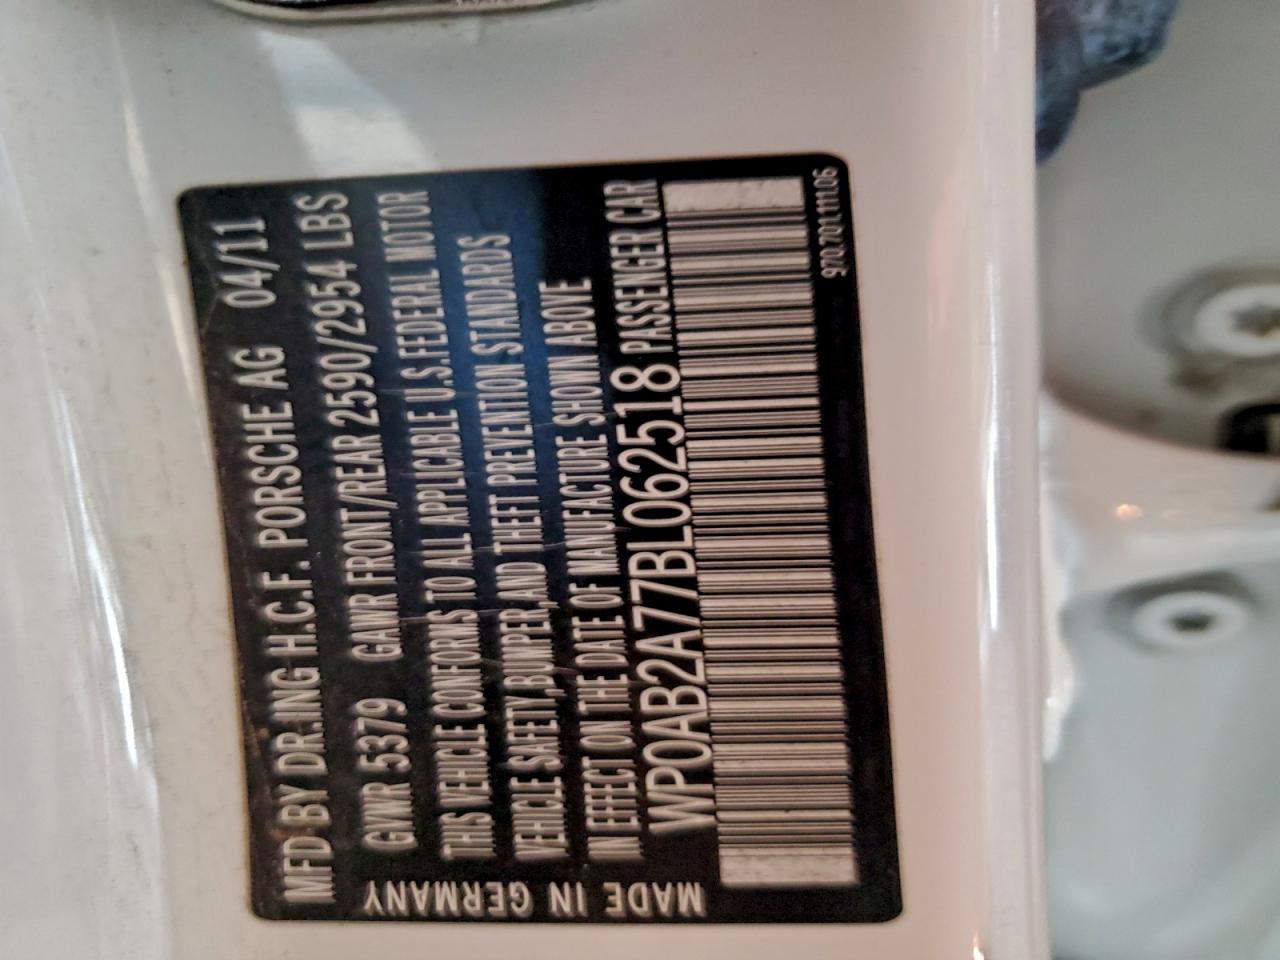 MFD BY DR.ING H.C.F. PORSCHE AG 04/11
GVWR 5379 GAWR FRONT/REAR 2590/2954 LBS
THIS VEHICLE CONFORMS TO ALL APPLICABLE U.S.FEDERAL MOTOR
VEHICLE SAFETY,BUMPER,AND THEFT PREVENTION STANDARDS
IN EFFECT ON THE DATE OF MANUFACTURE SHOWN ABOVE
WP0AB2A77BL062518 PASSENGER CAR
970.701.111.06
MADE IN GERMANY